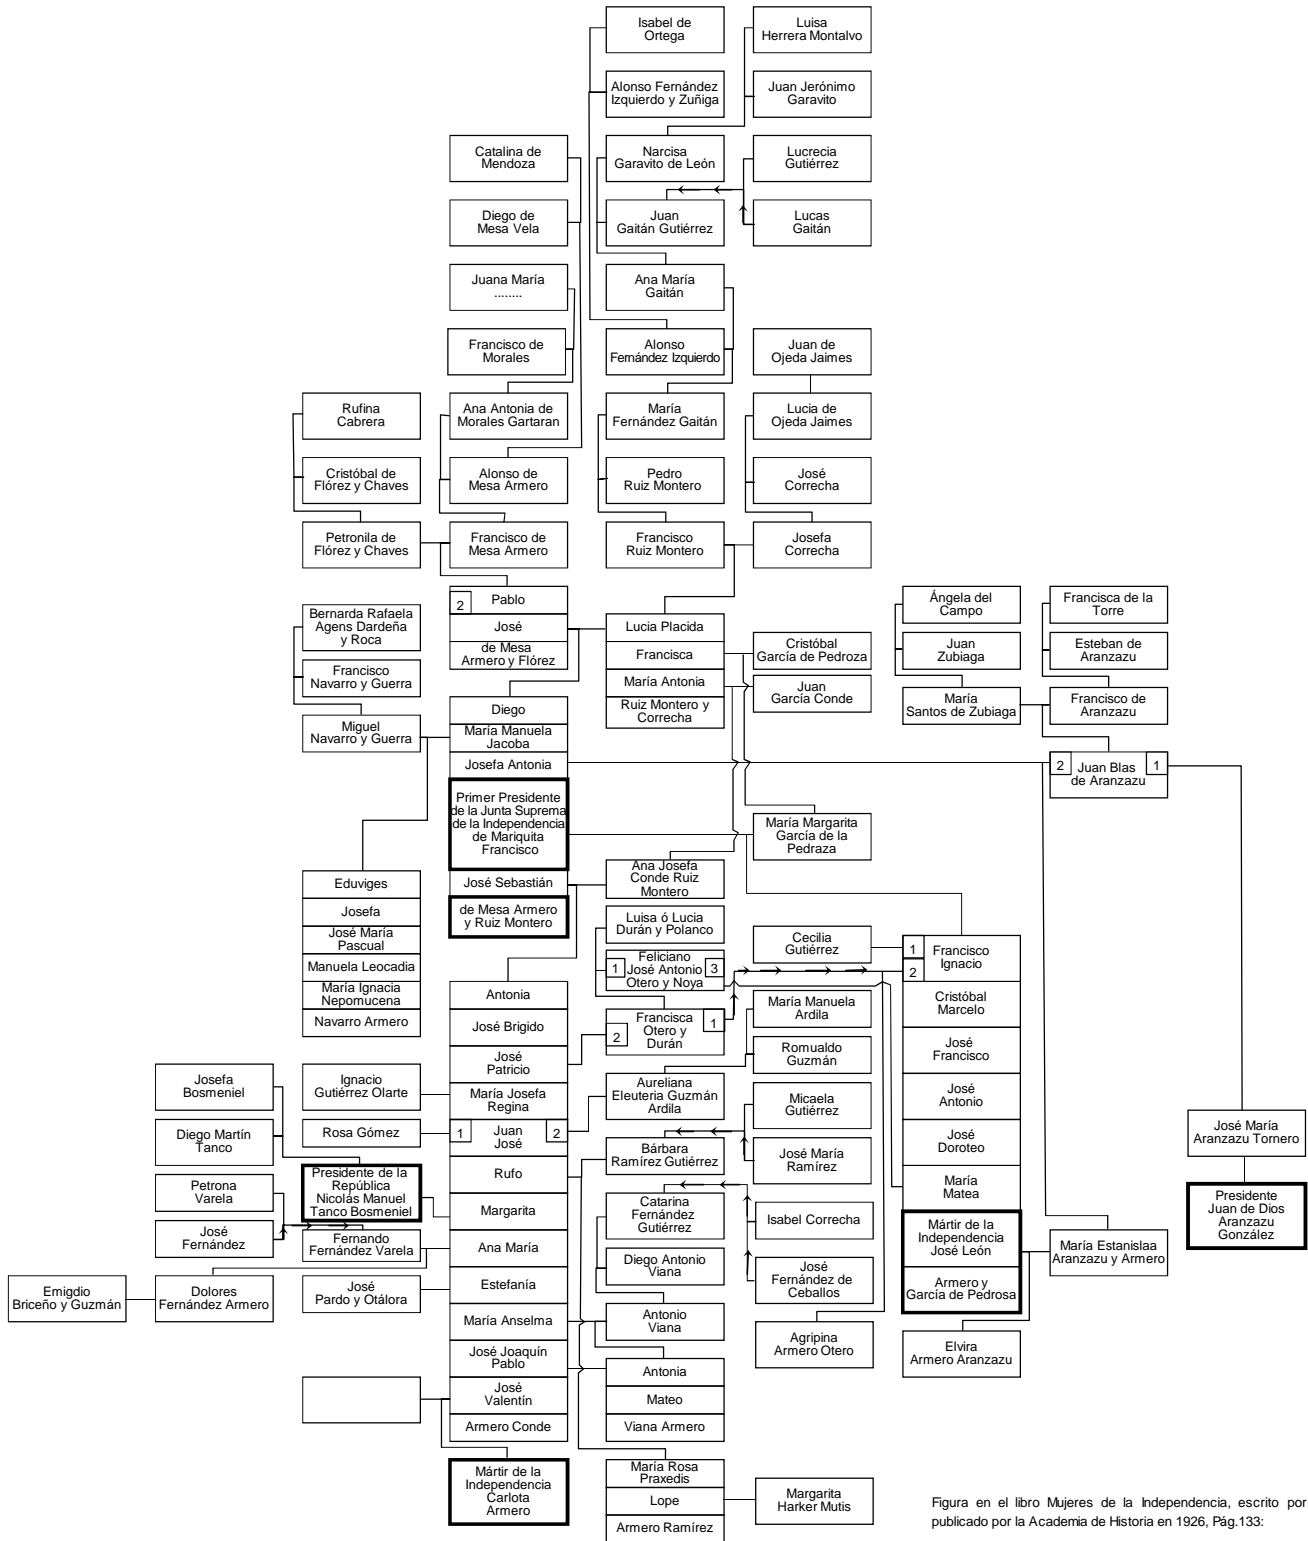 Isabel de
Ortega
Luisa
Herrera Montalvo
Alonso Fernández
Izquierdo y Zuñiga
Juan Jerónimo
Garavito
Catalina de
Mendoza
Narcisa
Garavito de León
Lucrecia
Gutiérrez
Diego de
Mesa Vela
Juan
Gaitán Gutiérrez
Lucas
Gaitán
Juana María
........
Ana María
Gaitán
Francisco de
Morales
Alonso
Fernández Izquierdo
Juan de
Ojeda Jaimes
Rufina
Cabrera
Ana Antonia de
Morales Gartaran
María
Fernández Gaitán
Lucia de
Ojeda Jaimes
Cristóbal de
Flórez y Chaves
Alonso de
Mesa Armero
Pedro
Ruiz Montero
José
Correcha
Petronila de
Flórez y Chaves
Francisco de
Mesa Armero
Francisco
Ruiz Montero
Josefa
Correcha
2
Pablo
José
de Mesa
Armero y Flórez
Bernarda Rafaela
Agens Dardeña
y Roca
Francisco
Navarro y Guerra
Miguel
Navarro y Guerra
Lucia Placida
Francisca
María Antonia
Ruiz Montero y
Correcha
Cristóbal
García de Pedroza
Juan
García Conde
Ángela del
Campo
Francisca de la
Torre
Juan
Zubiaga
Esteban de
Aranzazu
María
Santos de Zubiaga
Francisco de
Aranzazu
Diego
María Manuela
Jacoba
Josefa Antonia
Primer Presidente
de la Junta Suprema
de la Independencia
de Mariquita
Francisco
José Sebastián
de Mesa Armero
y Ruiz Montero
2
Juan Blas
de Aranzazu
1
María Margarita
García de la
Pedraza
Ana Josefa
Conde Ruiz
Montero
Eduviges
Josefa
José María
Pascual
Manuela Leocadia
María Ignacia
Nepomucena
Navarro Armero
Luisa ó Lucia
Durán y Polanco
1
Feliciano
José Antonio
Otero y Noya
3
Cecilia
Gutiérrez
1
2
Francisco
Ignacio
Cristóbal
Marcelo
José
Francisco
José
Antonio
José
Doroteo
María
Matea
Mártir de la
Independencia
José León
Armero y
García de Pedrosa
Antonia
José Brigido
José
Patricio
María Josefa
Regina
1
Juan
José
2
Rufo
Margarita
Ana María
Estefanía
María Anselma
José Joaquín
Pablo
José
Valentín
Armero Conde
2
Francisca
Otero y
Durán
1
María Manuela
Ardila
Romualdo
Guzmán
Josefa
Bosmeniel
Ignacio
Gutiérrez Olarte
Aureliana
Eleuteria Guzmán
Ardila
Micaela
Gutiérrez
Diego Martín
Tanco
Rosa Gómez
Bárbara
Ramírez Gutiérrez
José María
Ramírez
José María
Aranzazu Tornero
Petrona
Varela
Presidente de la
República
Nicolás Manuel
Tanco Bosmeniel
Catarina
Fernández
Gutiérrez
Isabel Correcha
Presidente
Juan de Dios
Aranzazu
González
José
Fernández
Fernando
Fernández Varela
Diego Antonio
Viana
José
Fernández de
Ceballos
María Estanislaa
Aranzazu y Armero
Emigdio
Briceño y Guzmán
Dolores
Fernández Armero
José
Pardo y Otálora
Antonio
Viana
Agripina
Armero Otero
Elvira
Armero Aranzazu
Antonia
Mateo
Viana Armero
Mártir de la
Independencia
Carlota
Armero
María Rosa
Praxedis
Lope
Armero Ramírez
Margarita
Harker Mutis
Figura en el libro Mujeres de la Independencia, escrito por
publicado por la Academia de Historia en 1926, Pág.133: